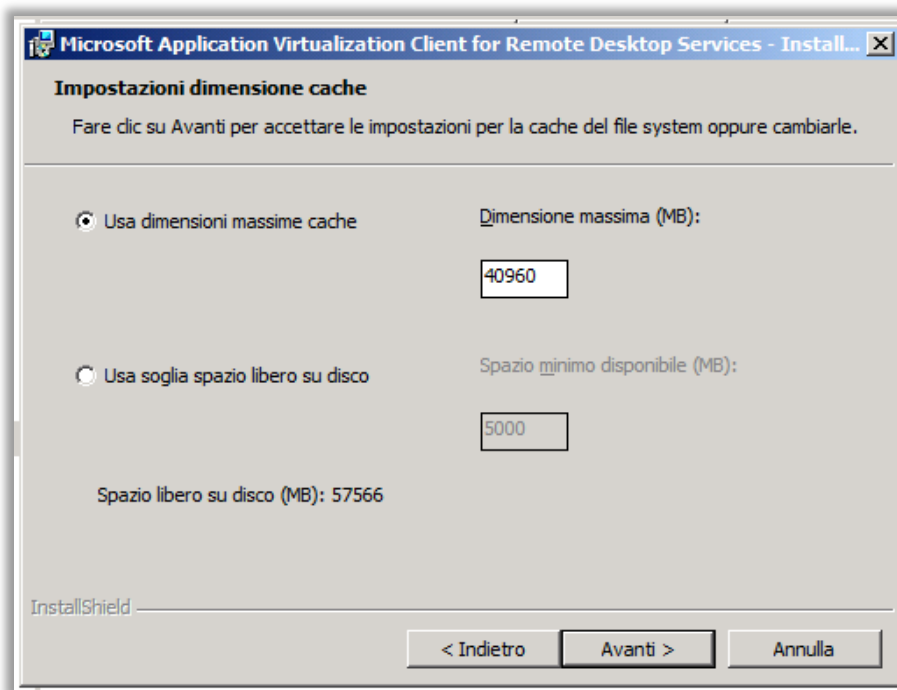 Microsoft Application Virtualization Client for Remote Desktop Services - Install...
Impostazioni dimensione cache
Fare clic su Avanti per accettare le impostazioni per la cache del file system oppure cambiarle.
Usa dimensioni massime cache
Dimensione massima (MB):
40960
Usa soglia spazio libero su disco
Spazio minimo disponibile (MB):
5000
Spazio libero su disco (MB): 57566
InstallShield
< Indietro
Avanti >
Annulla